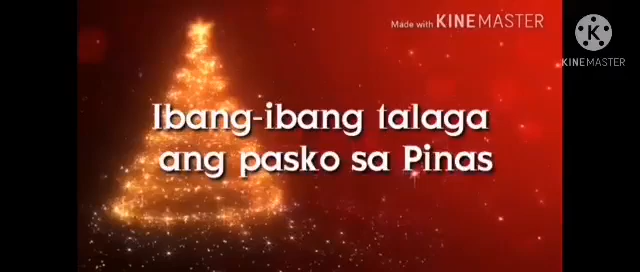 Made with KINEMASTER
KINEMASTER
Ibang-ibang talaga
ang pasko sa Pinas